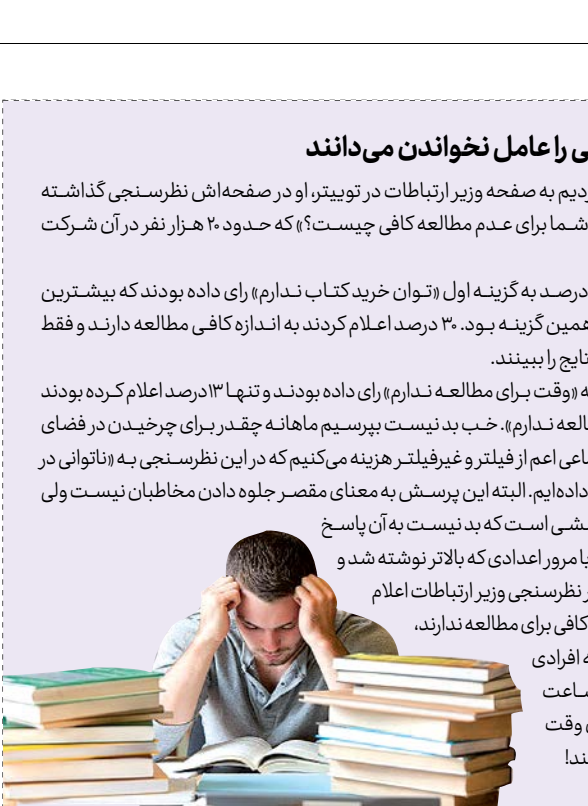 ی را عامل نخواندن می‌دانند
دیم به صفحه وزیر ارتباطات در توییتر، او در صفحه‌اش نظرسنجی گذاشته
شما برای عدم مطالعه کافی چیست؟» که حدود ۲۰ هزار نفر در آن شرکت
درصد به گزینه اول «توان خرید کتاب ندارم» رای داده بودند که بیشترین
همین گزینه بود. ۳۰ درصد اعلام کردند به اندازه کافی مطالعه دارند و فقط
تایج را ببینند.
ه «وقت برای مطالعه ندارم» رای داده بودند و تنها ۱۳درصد اعلام کرده بودند
العه ندارم». خب بد نیست بپرسیم ماهانه چقدر برای چرخیدن در فضای
اعی اعم از فیلتر و غیرفیلتر هزینه می‌کنیم که در این نظرسنجی به «ناتوانی در
داده‌ایم. البته این پرسش به معنای مقصر جلوه دادن مخاطبان نیست ولی
شی است که بد نیست به آن پاسخ
با مرور اعدادی که بالاتر نوشته شد و
ر نظرسنجی وزیر ارتباطات اعلام
کافی برای مطالعه ندارند،
ه افرادی
ساعت
ی وقت
ند!